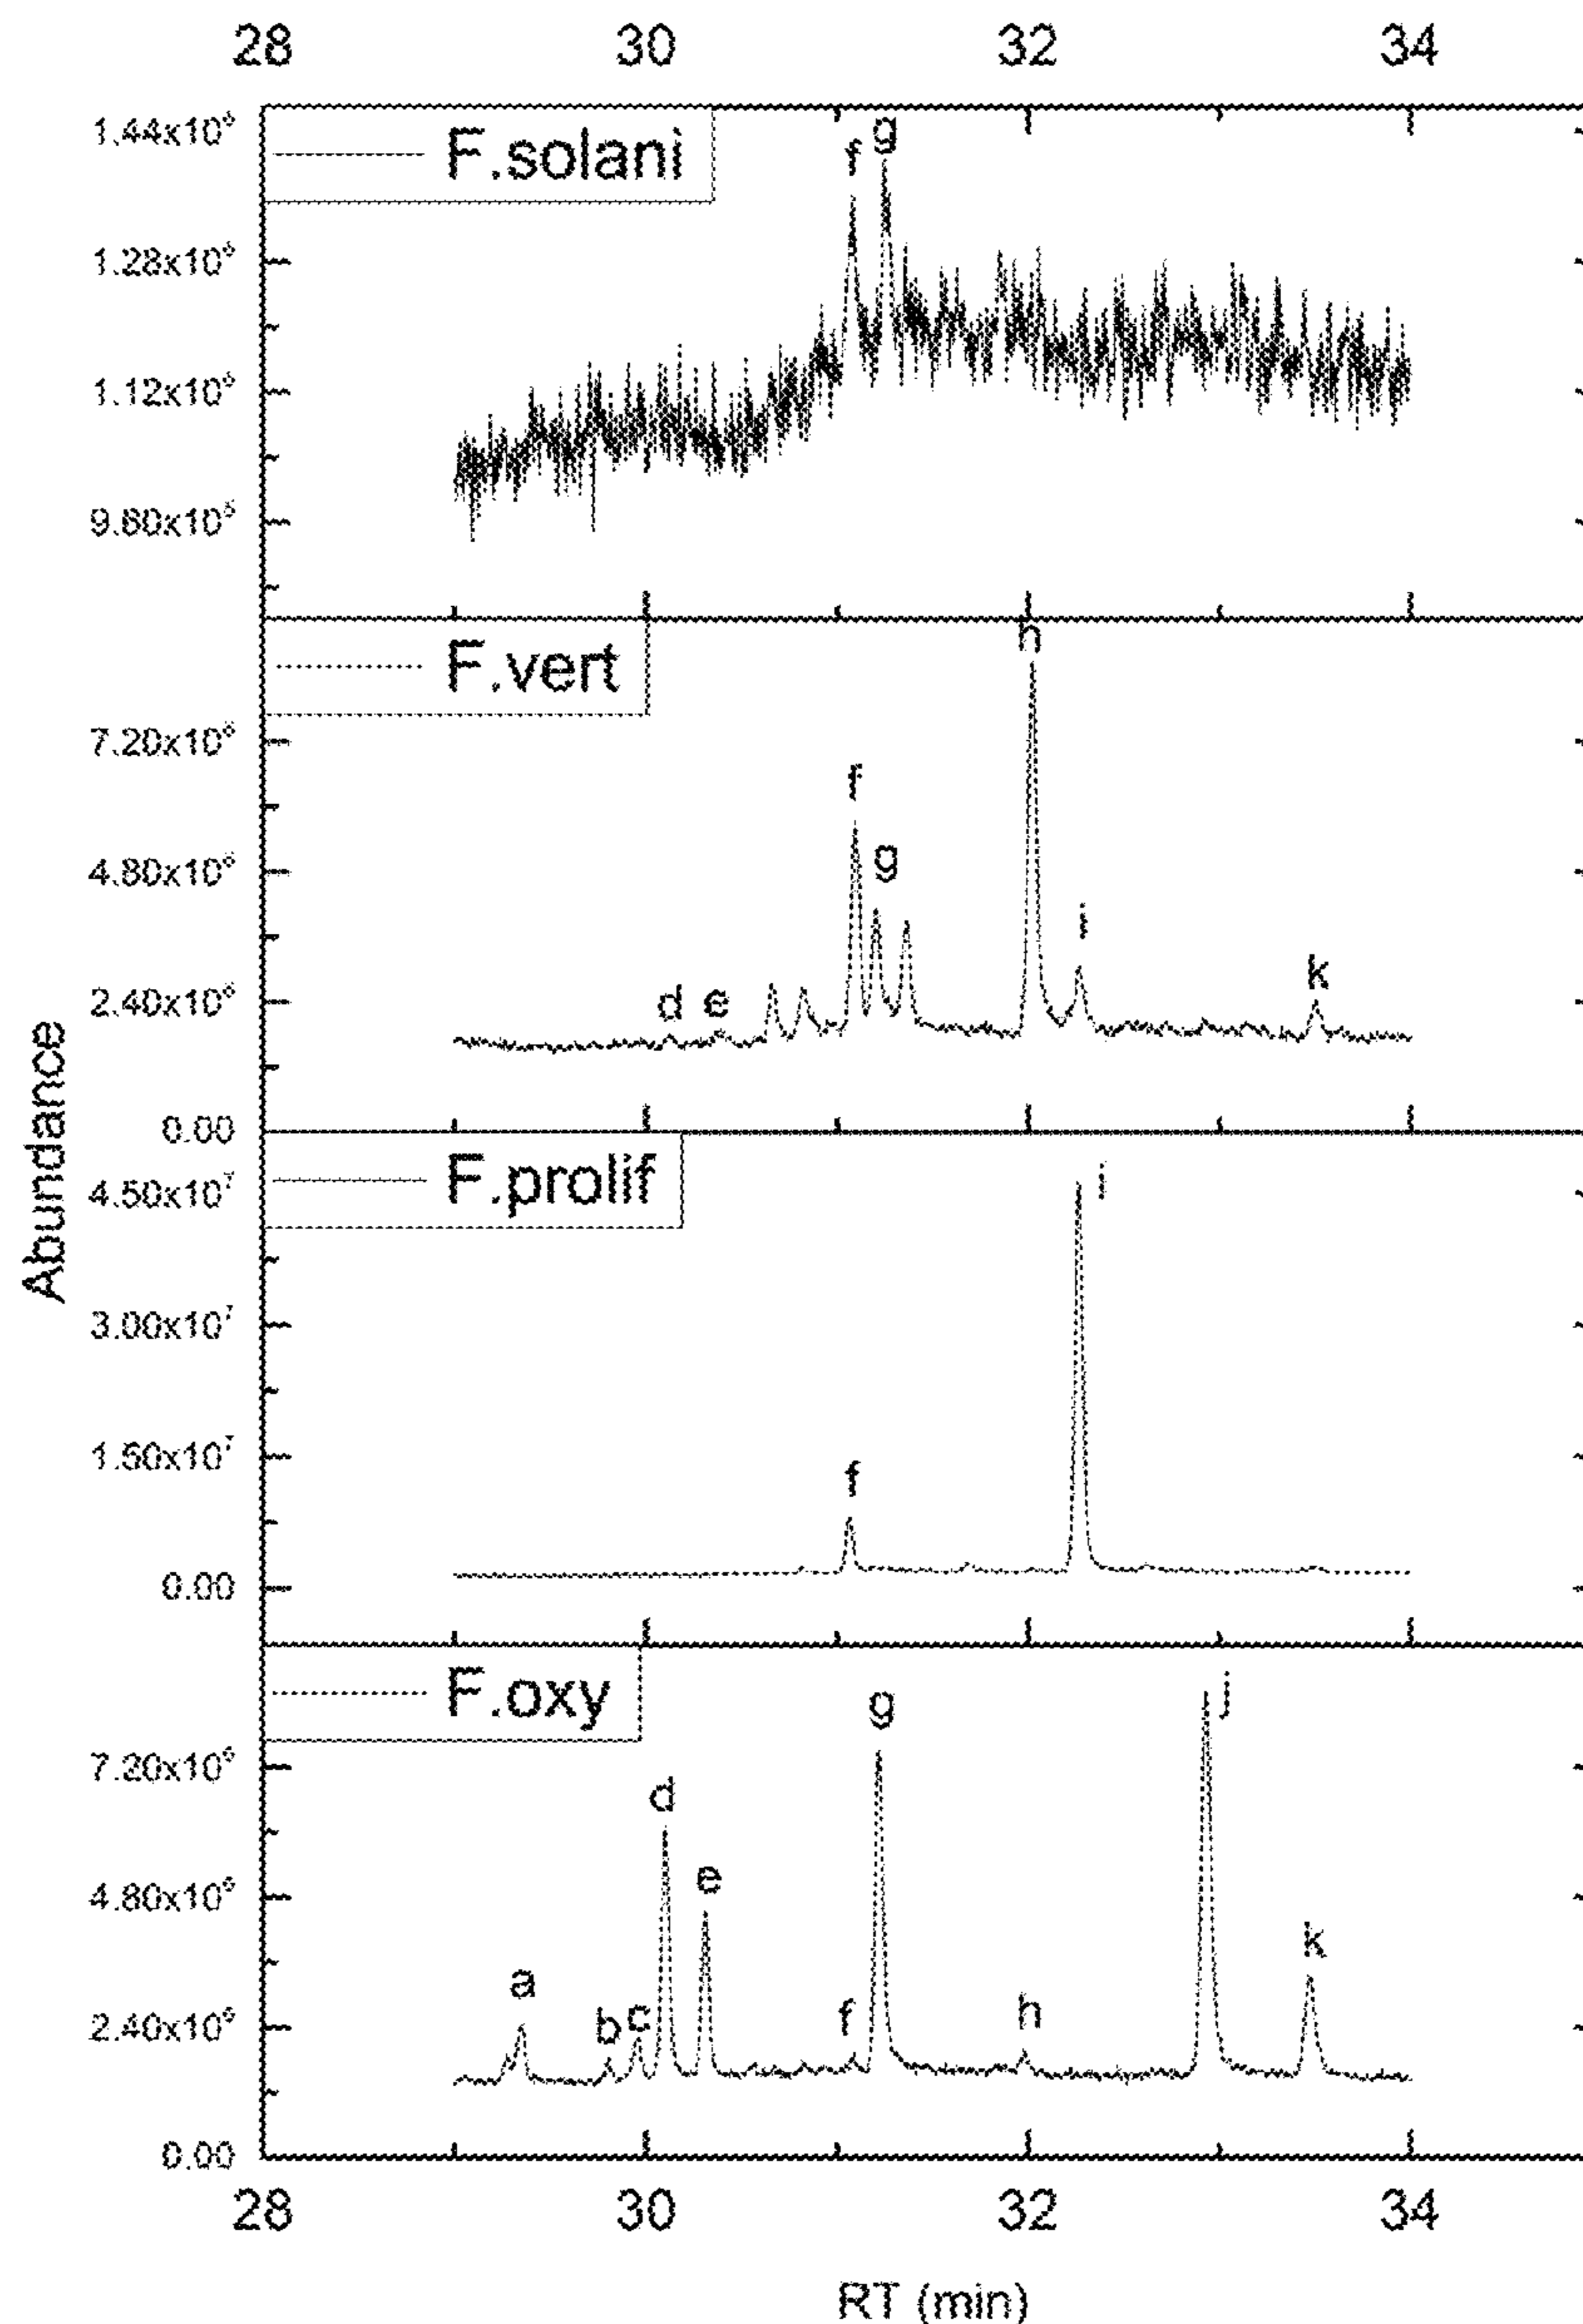 28 30 32 34
1.44x10⁶
F.solani
f g
1.28x10⁶
1.12x10⁶
9.60x10⁵
F.vert
h
7.20x10⁶
f
4.80x10⁶
g
i
2.40x10⁶
d e
k
0.00
Abundance
F.prolif
i
4.50x10⁷
3.00x10⁷
1.50x10⁷
f
0.00
F.oxy
g
j
7.20x10⁶
d
4.80x10⁶
e
k
a
2.40x10⁶
b c
f
h
0.00
28 30 32 34
RT (min)